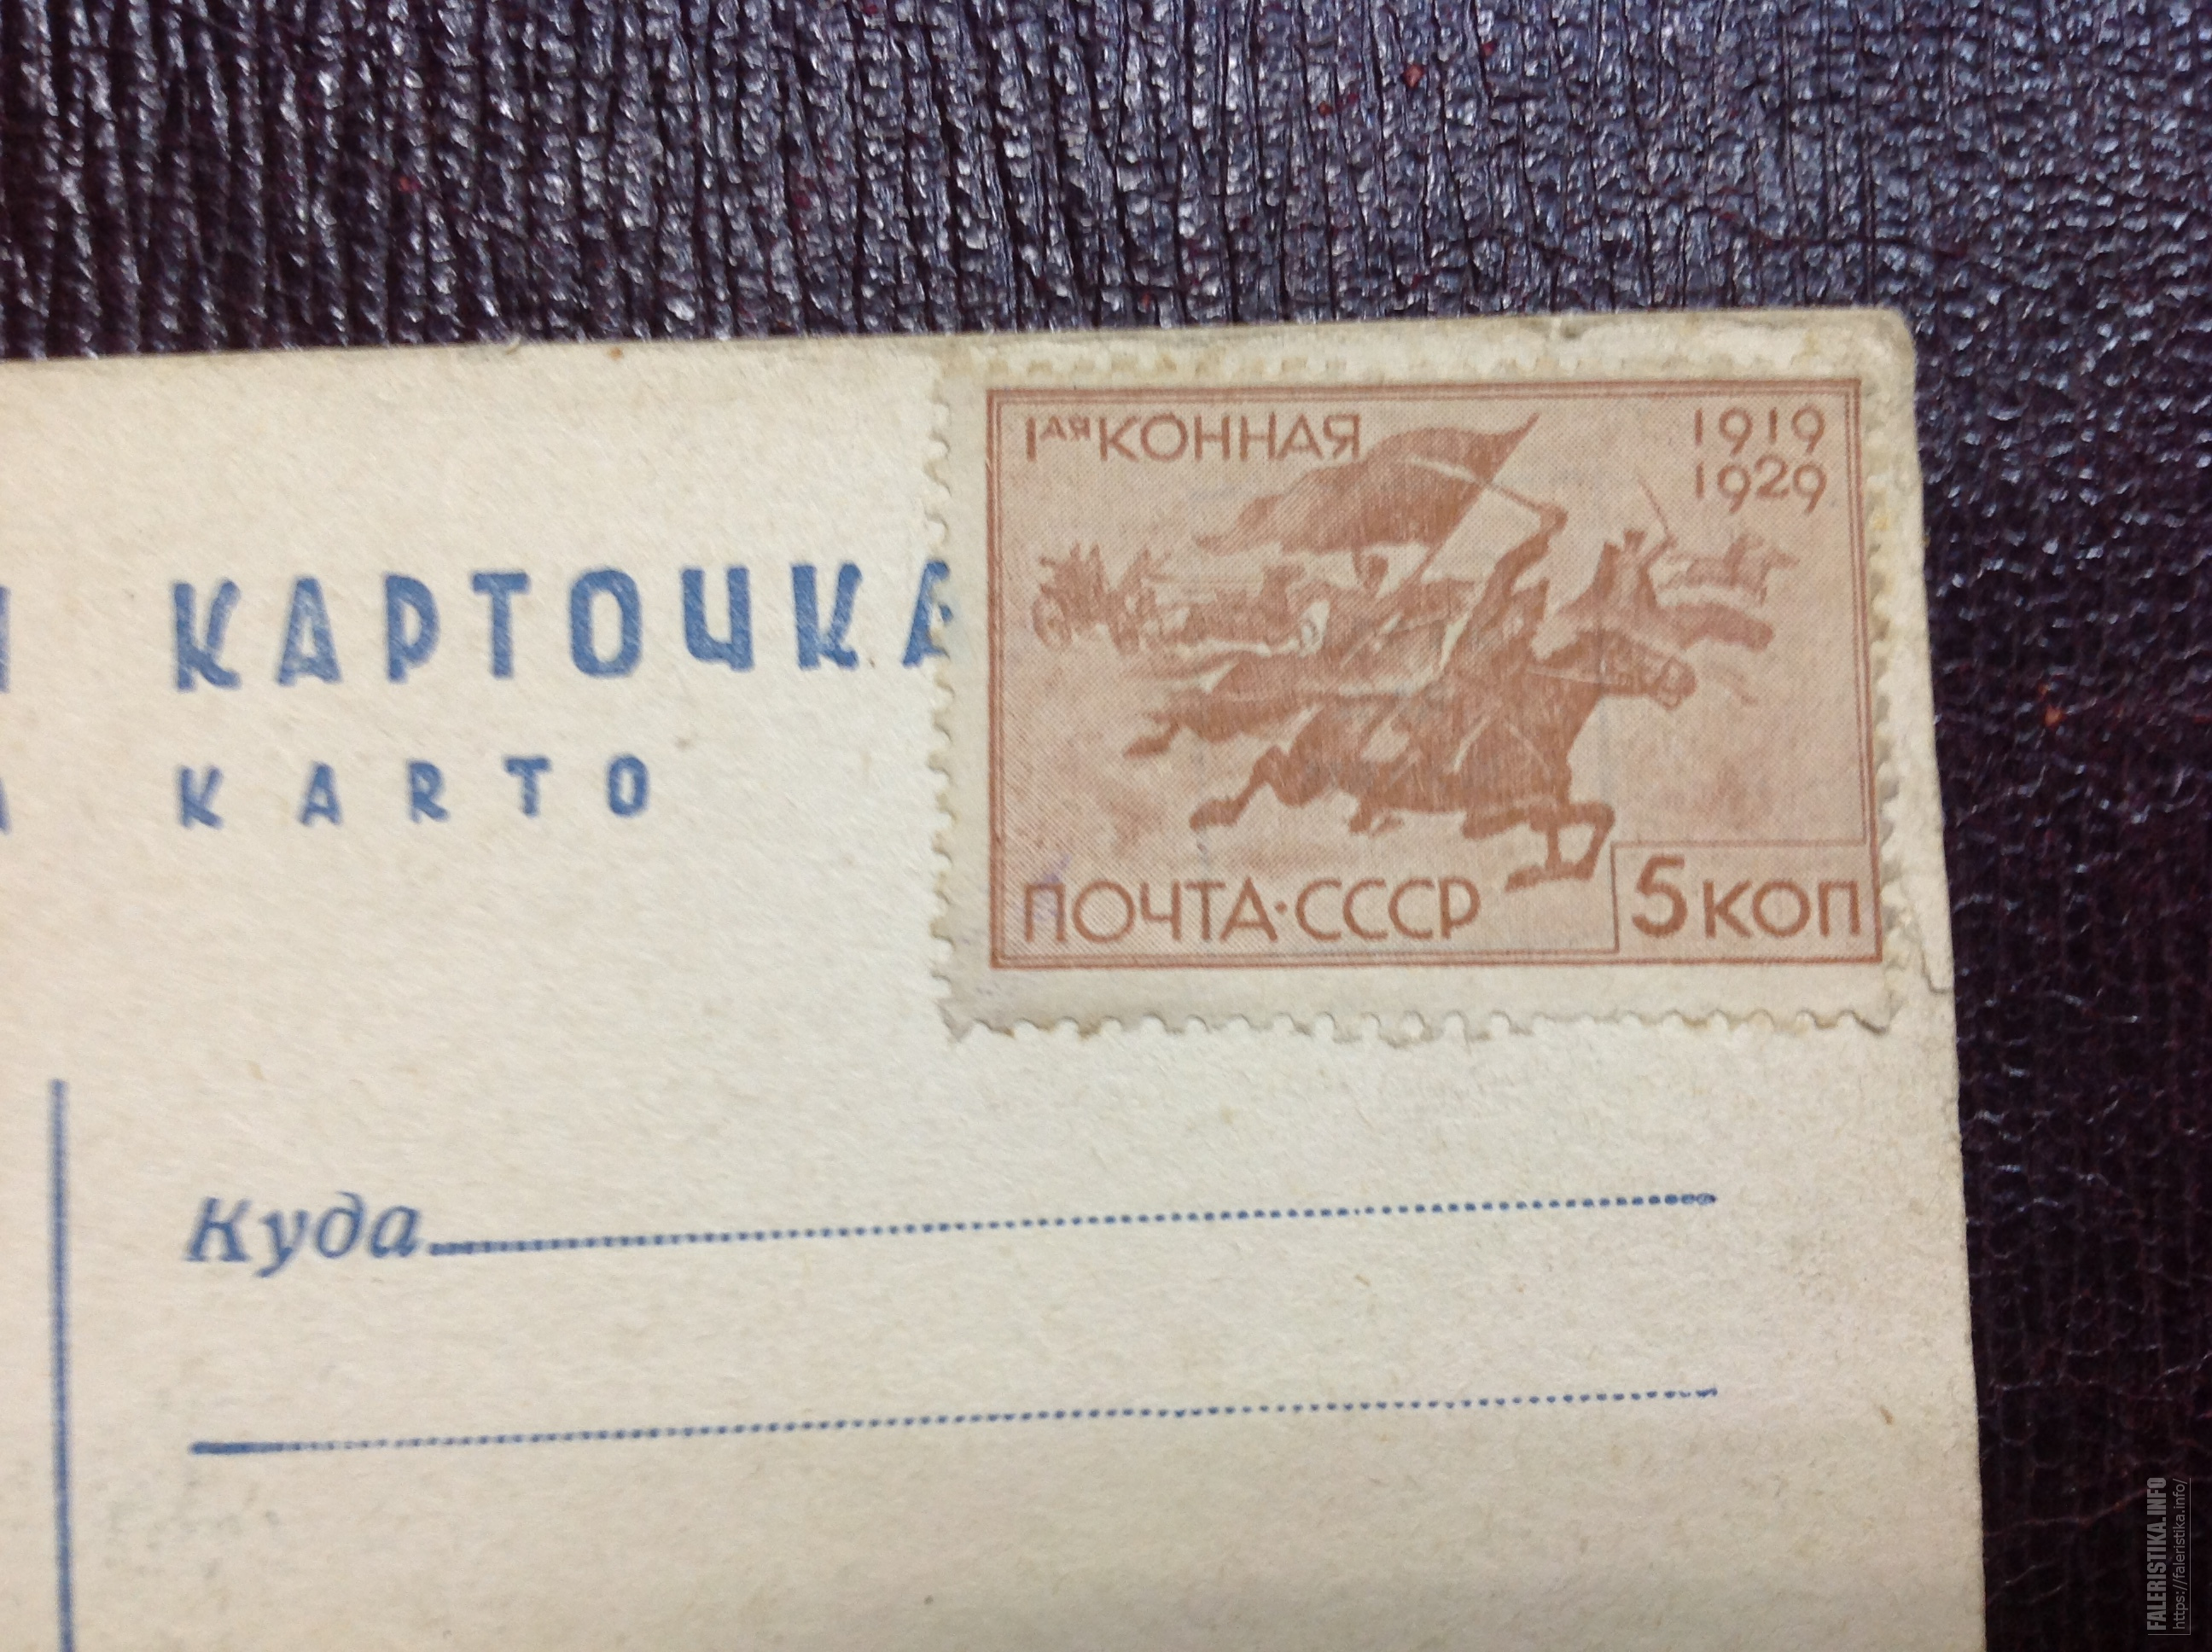 1ая КОННАЯ
1919
1929
КАРТОЧКА
KARTO
ПОЧТА·СССР
5 КОП
Куда
FALERISTIKA.INFO
https://faleristika.info/